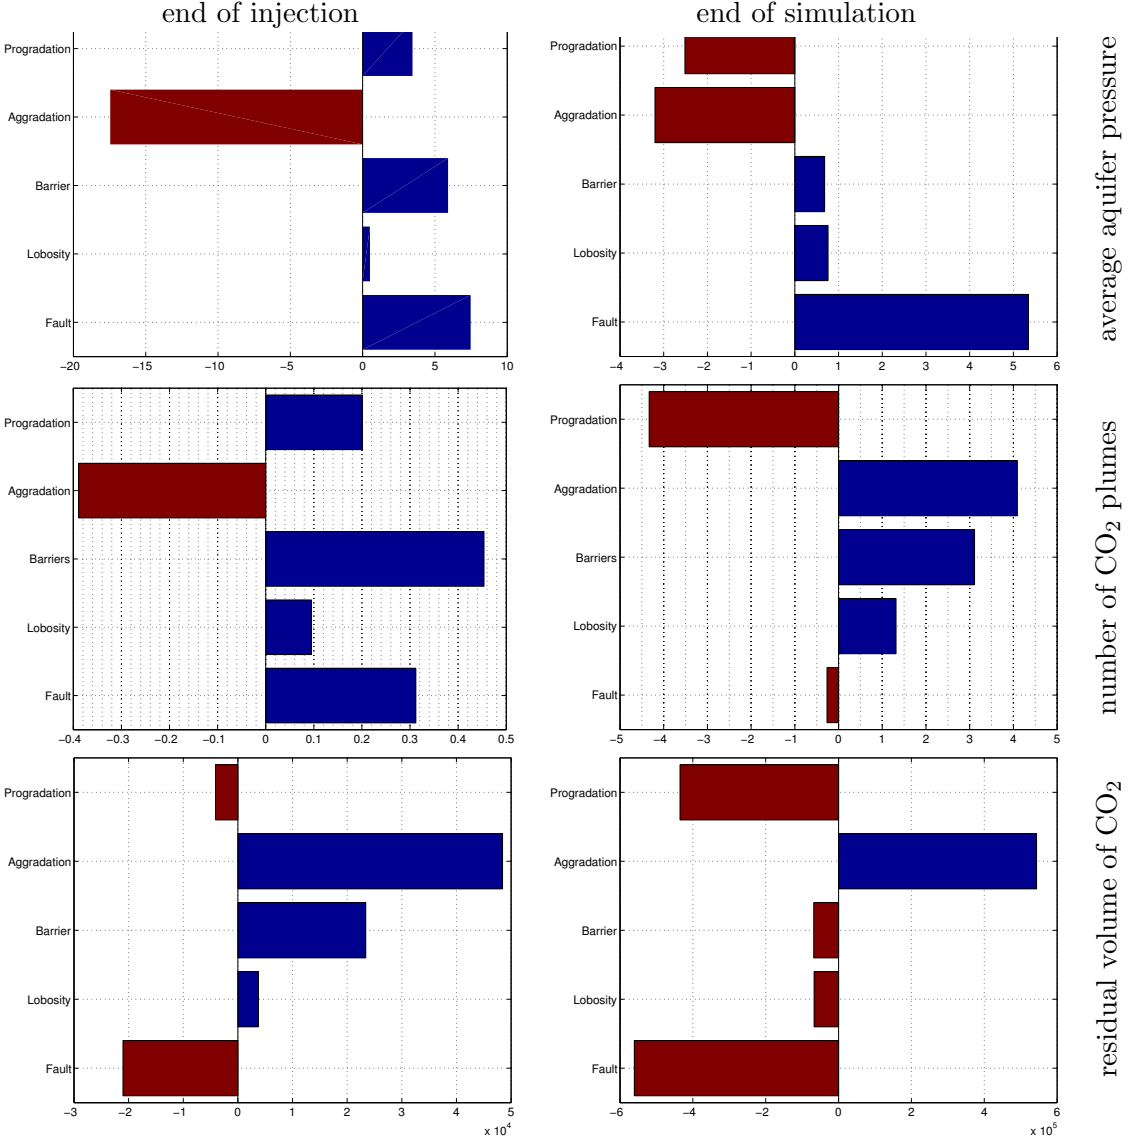 end of injection
end of simulation
Progradation
Aggradation
Barrier
Lobosity
Fault
−20 −15 −10 −5 0 5 10
Progradation
Aggradation
Barrier
Lobosity
Fault
−4 −3 −2 −1 0 1 2 3 4 5 6
average aquifer pressure
Progradation
Aggradation
Barriers
Lobosity
Fault
−0.4 −0.3 −0.2 −0.1 0 0.1 0.2 0.3 0.4 0.5
Progradation
Aggradation
Barriers
Lobosity
Fault
−5 −4 −3 −2 −1 0 1 2 3 4 5
number of CO₂ plumes
Progradation
Aggradation
Barrier
Lobosity
Fault
−3 −2 −1 0 1 2 3 4 5
x 10⁴
Progradation
Aggradation
Barrier
Lobosity
Fault
−6 −4 −2 0 2 4 6
x 10⁵
residual volume of CO₂